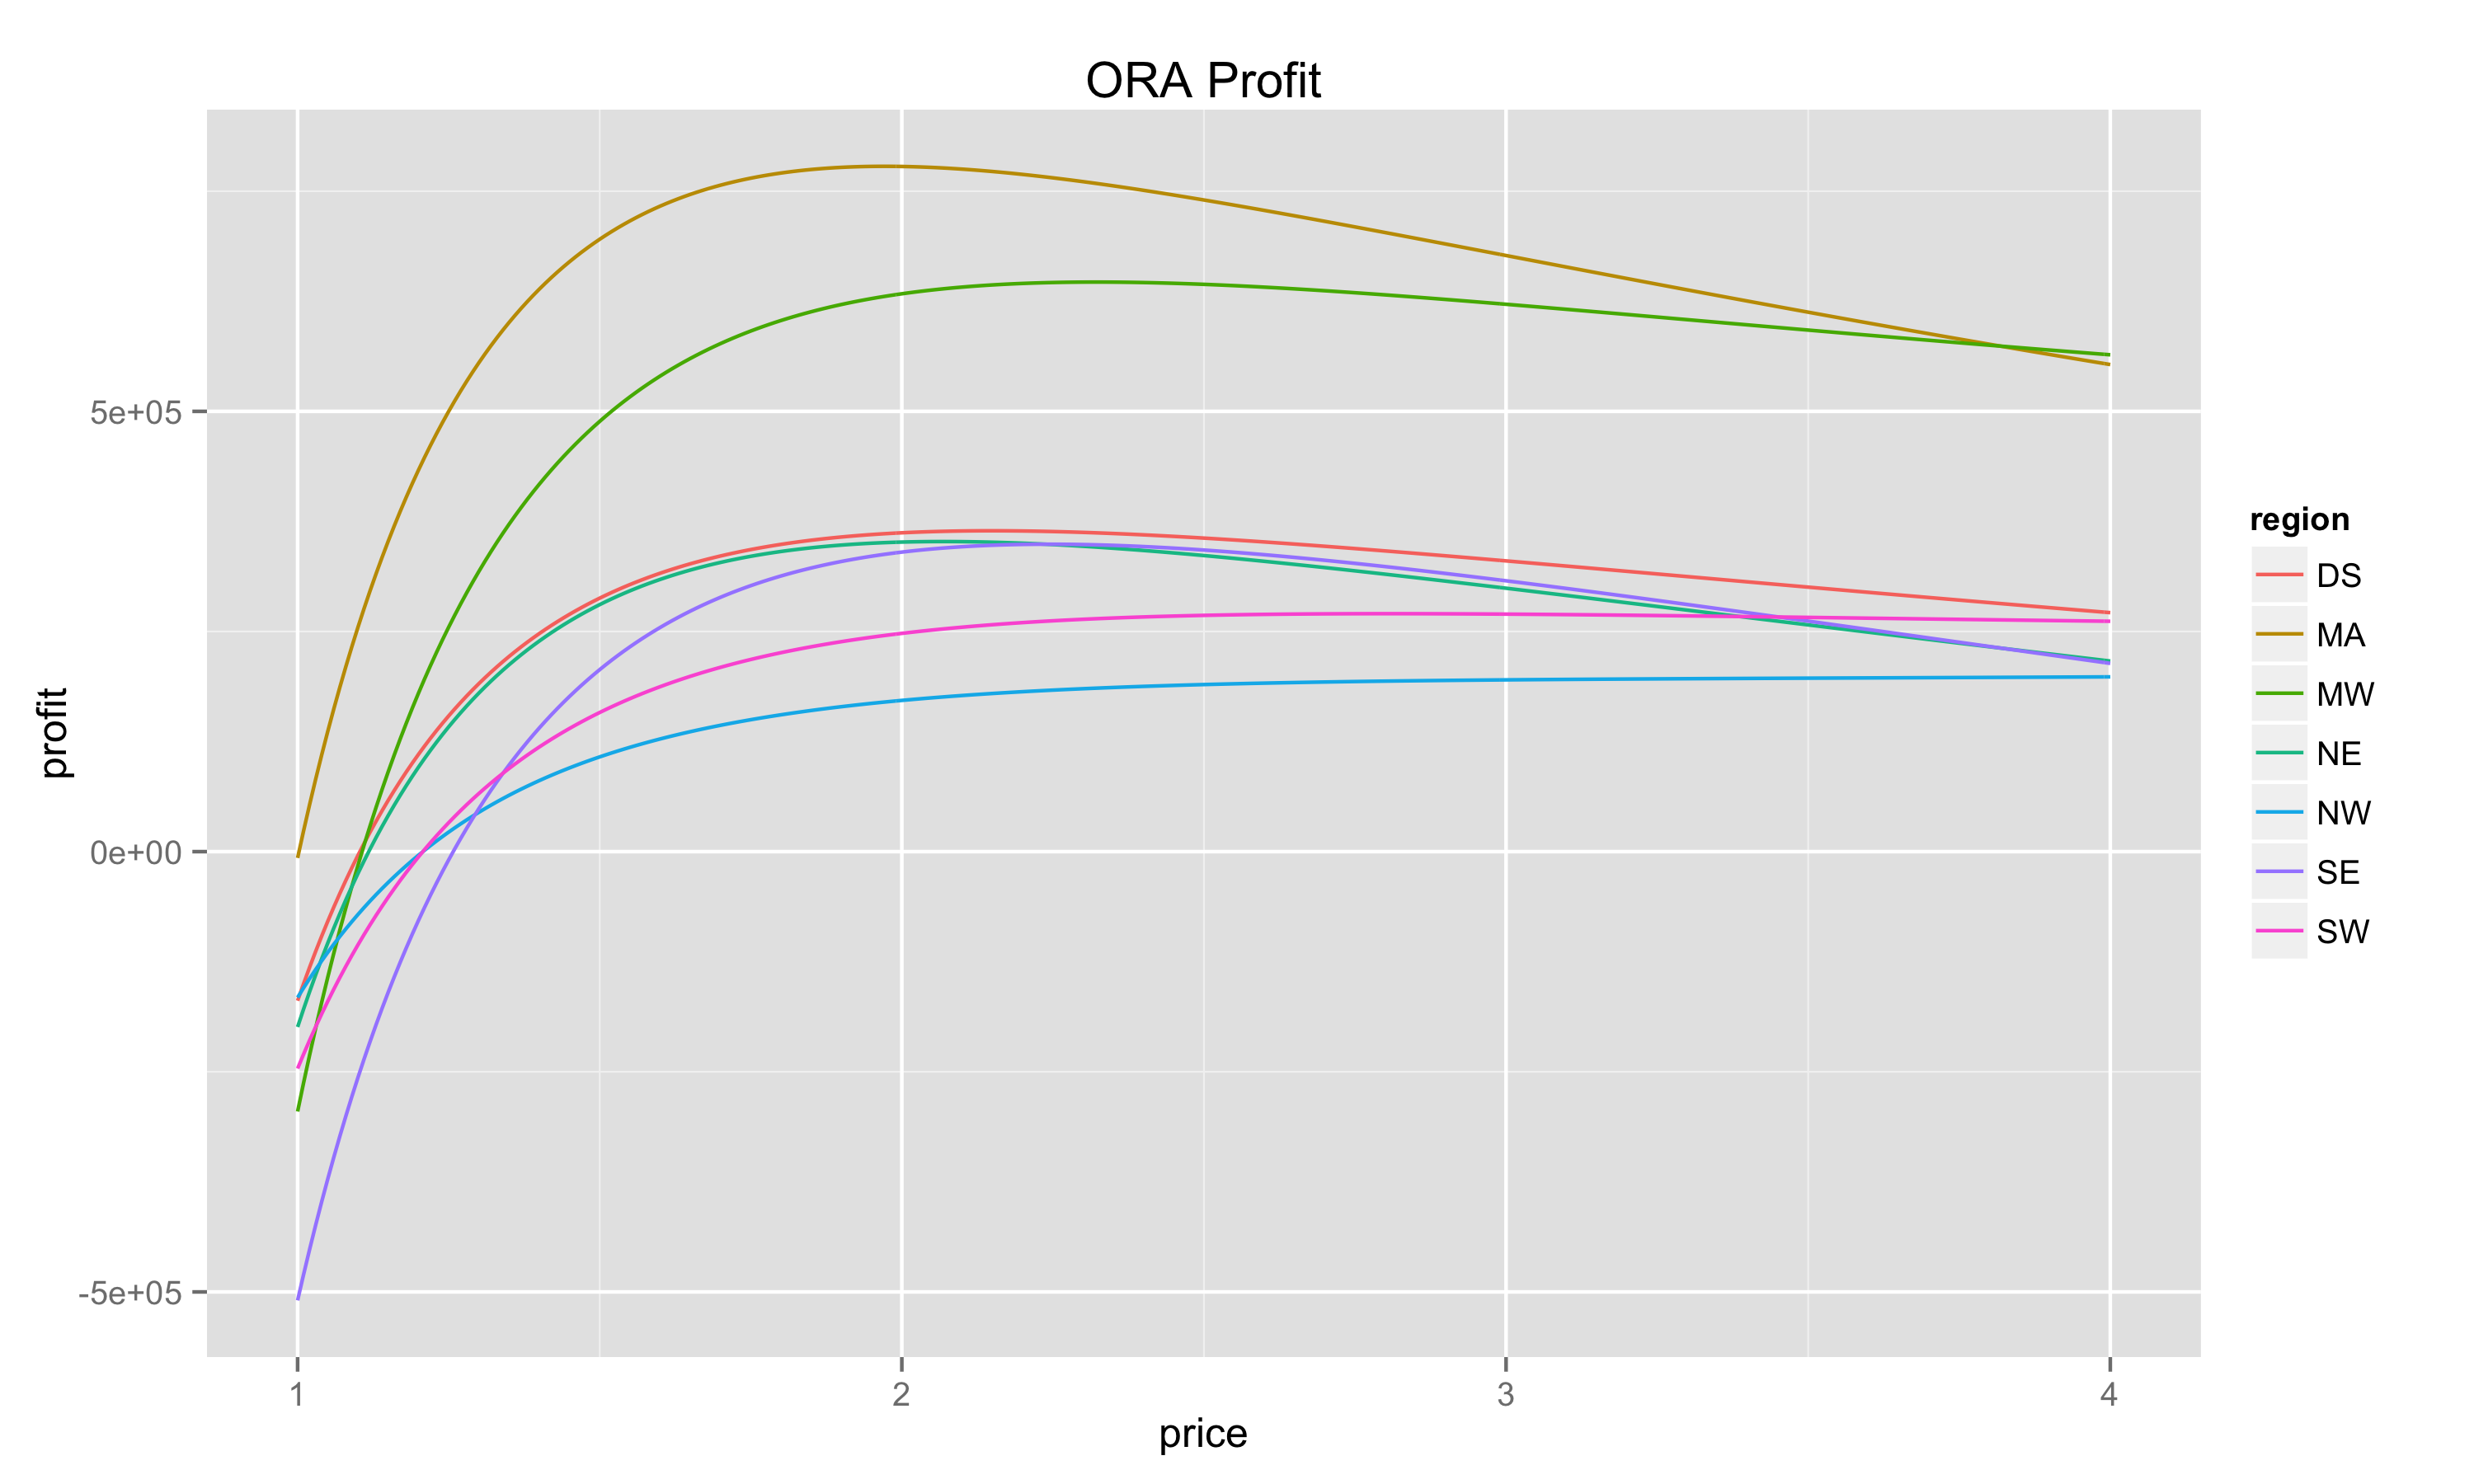 ORA Profit
profit
5e+05
0e+00
-5e+05
1 2 3 4
price
region
DS
MA
MW
NE
NW
SE
SW